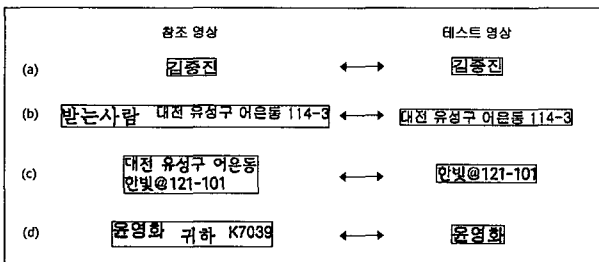 참조 영상 테스트 영상
(a) 김중진 김중진
(b) 받는사람 대전 유성구 어은동 114-3 대전 유성구 어은동 114-3
(c) 대전 유성구 어은동
한빛@121-101 한빛@121-101
(d) 윤영화 귀하 K7039 윤영화